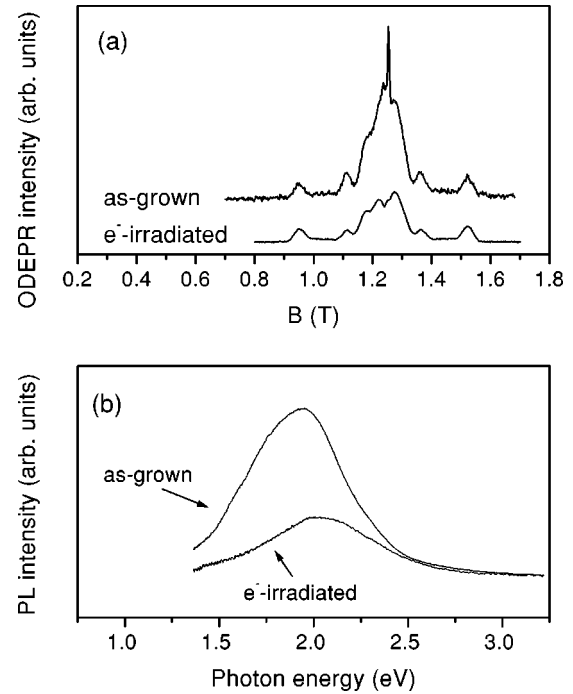 (a)
ODEPR intensity (arb. units)
as-grown
e⁻-irradiated
0.2 0.4 0.6 0.8 1.0 1.2 1.4 1.6 1.8
B (T)
(b)
PL intensity (arb. units)
as-grown
e⁻-irradiated
1.0 1.5 2.0 2.5 3.0
Photon energy (eV)